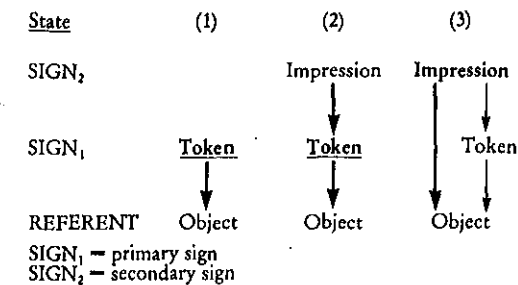 State (1) (2) (3)
SIGN₂ Impression Impression
SIGN₁ Token Token Token
REFERENT Object Object Object
SIGN₁ = primary sign
SIGN₂ = secondary sign